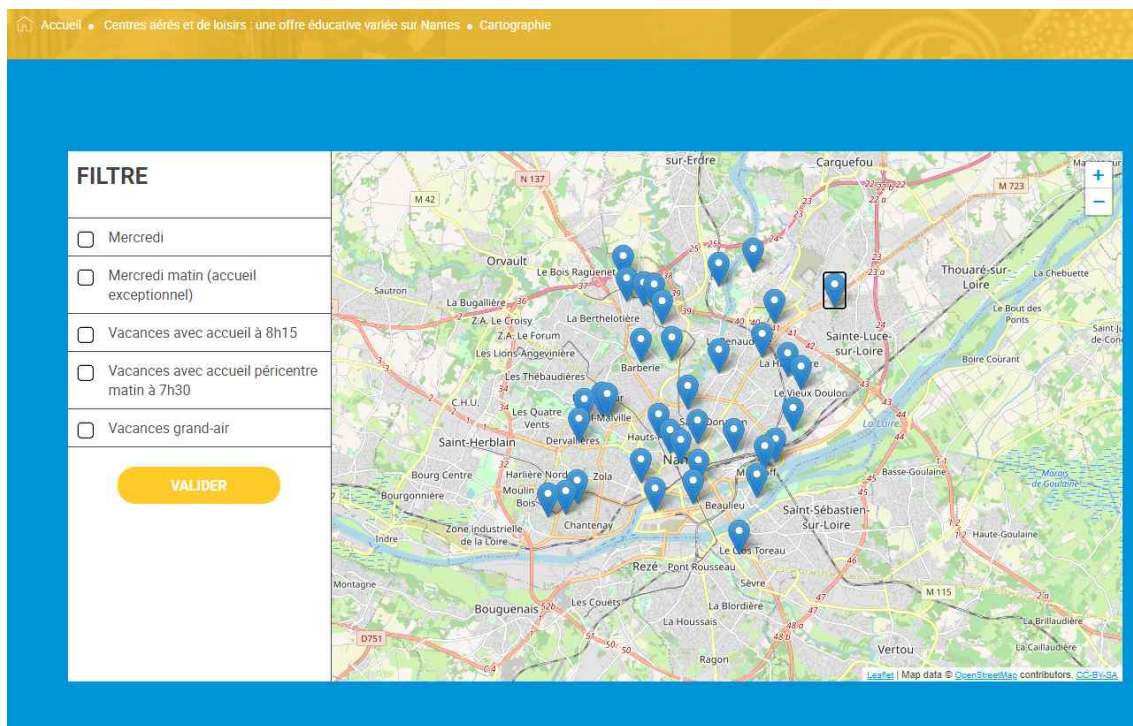 Accueil • Centres aérés et de loisirs : une offre éducative variée sur Nantes • Cartographie
FILTRE
Mercredi
Mercredi matin (accueil
exceptionnel)
Vacances avec accueil à 8h15
Vacances avec accueil péricentre
matin à 7h30
Vacances grand-air
VALIDER
sur-Erdre
Carquefou
N 137
M 723
M 42
+
−
Orvault
Le Bois Raguenet
Thouaré-sur-
Loire
La Chebuette
Sautron
La Bugallière
Le Bout des
Ponts
Z.A. Le Croisy
La Berthelotière
Z.A. Le Forum
Sainte-Luce-
sur-Loire
Les Lions-Angevinière
Barberie
Boire Courant
Les Thébaudières
Le Vieux Doulon
C.H.U.
Les Quatre
Vents
La Loire
Saint-Herblain
Dervallières
Bourg Centre
Harlière
Zola
Basse-Goulaine
Marais
de Goulaine
Bourgonnière
Beaulieu
Saint-Sébastien-
sur-Loire
Zone industrielle
de la Loire
Chantenay
Indre
Haute-Goulaine
Le Clos Toreau
Rezé
Pont Rousseau
Sèvre
Montagne
M 115
Bouguenais
Les Couëts
La Blordière
La Houssais
La Brillaudière
D751
Vertou
La Caillaudière
Ragon
Leaflet | Map data © OpenStreetMap contributors, CC-BY-SA